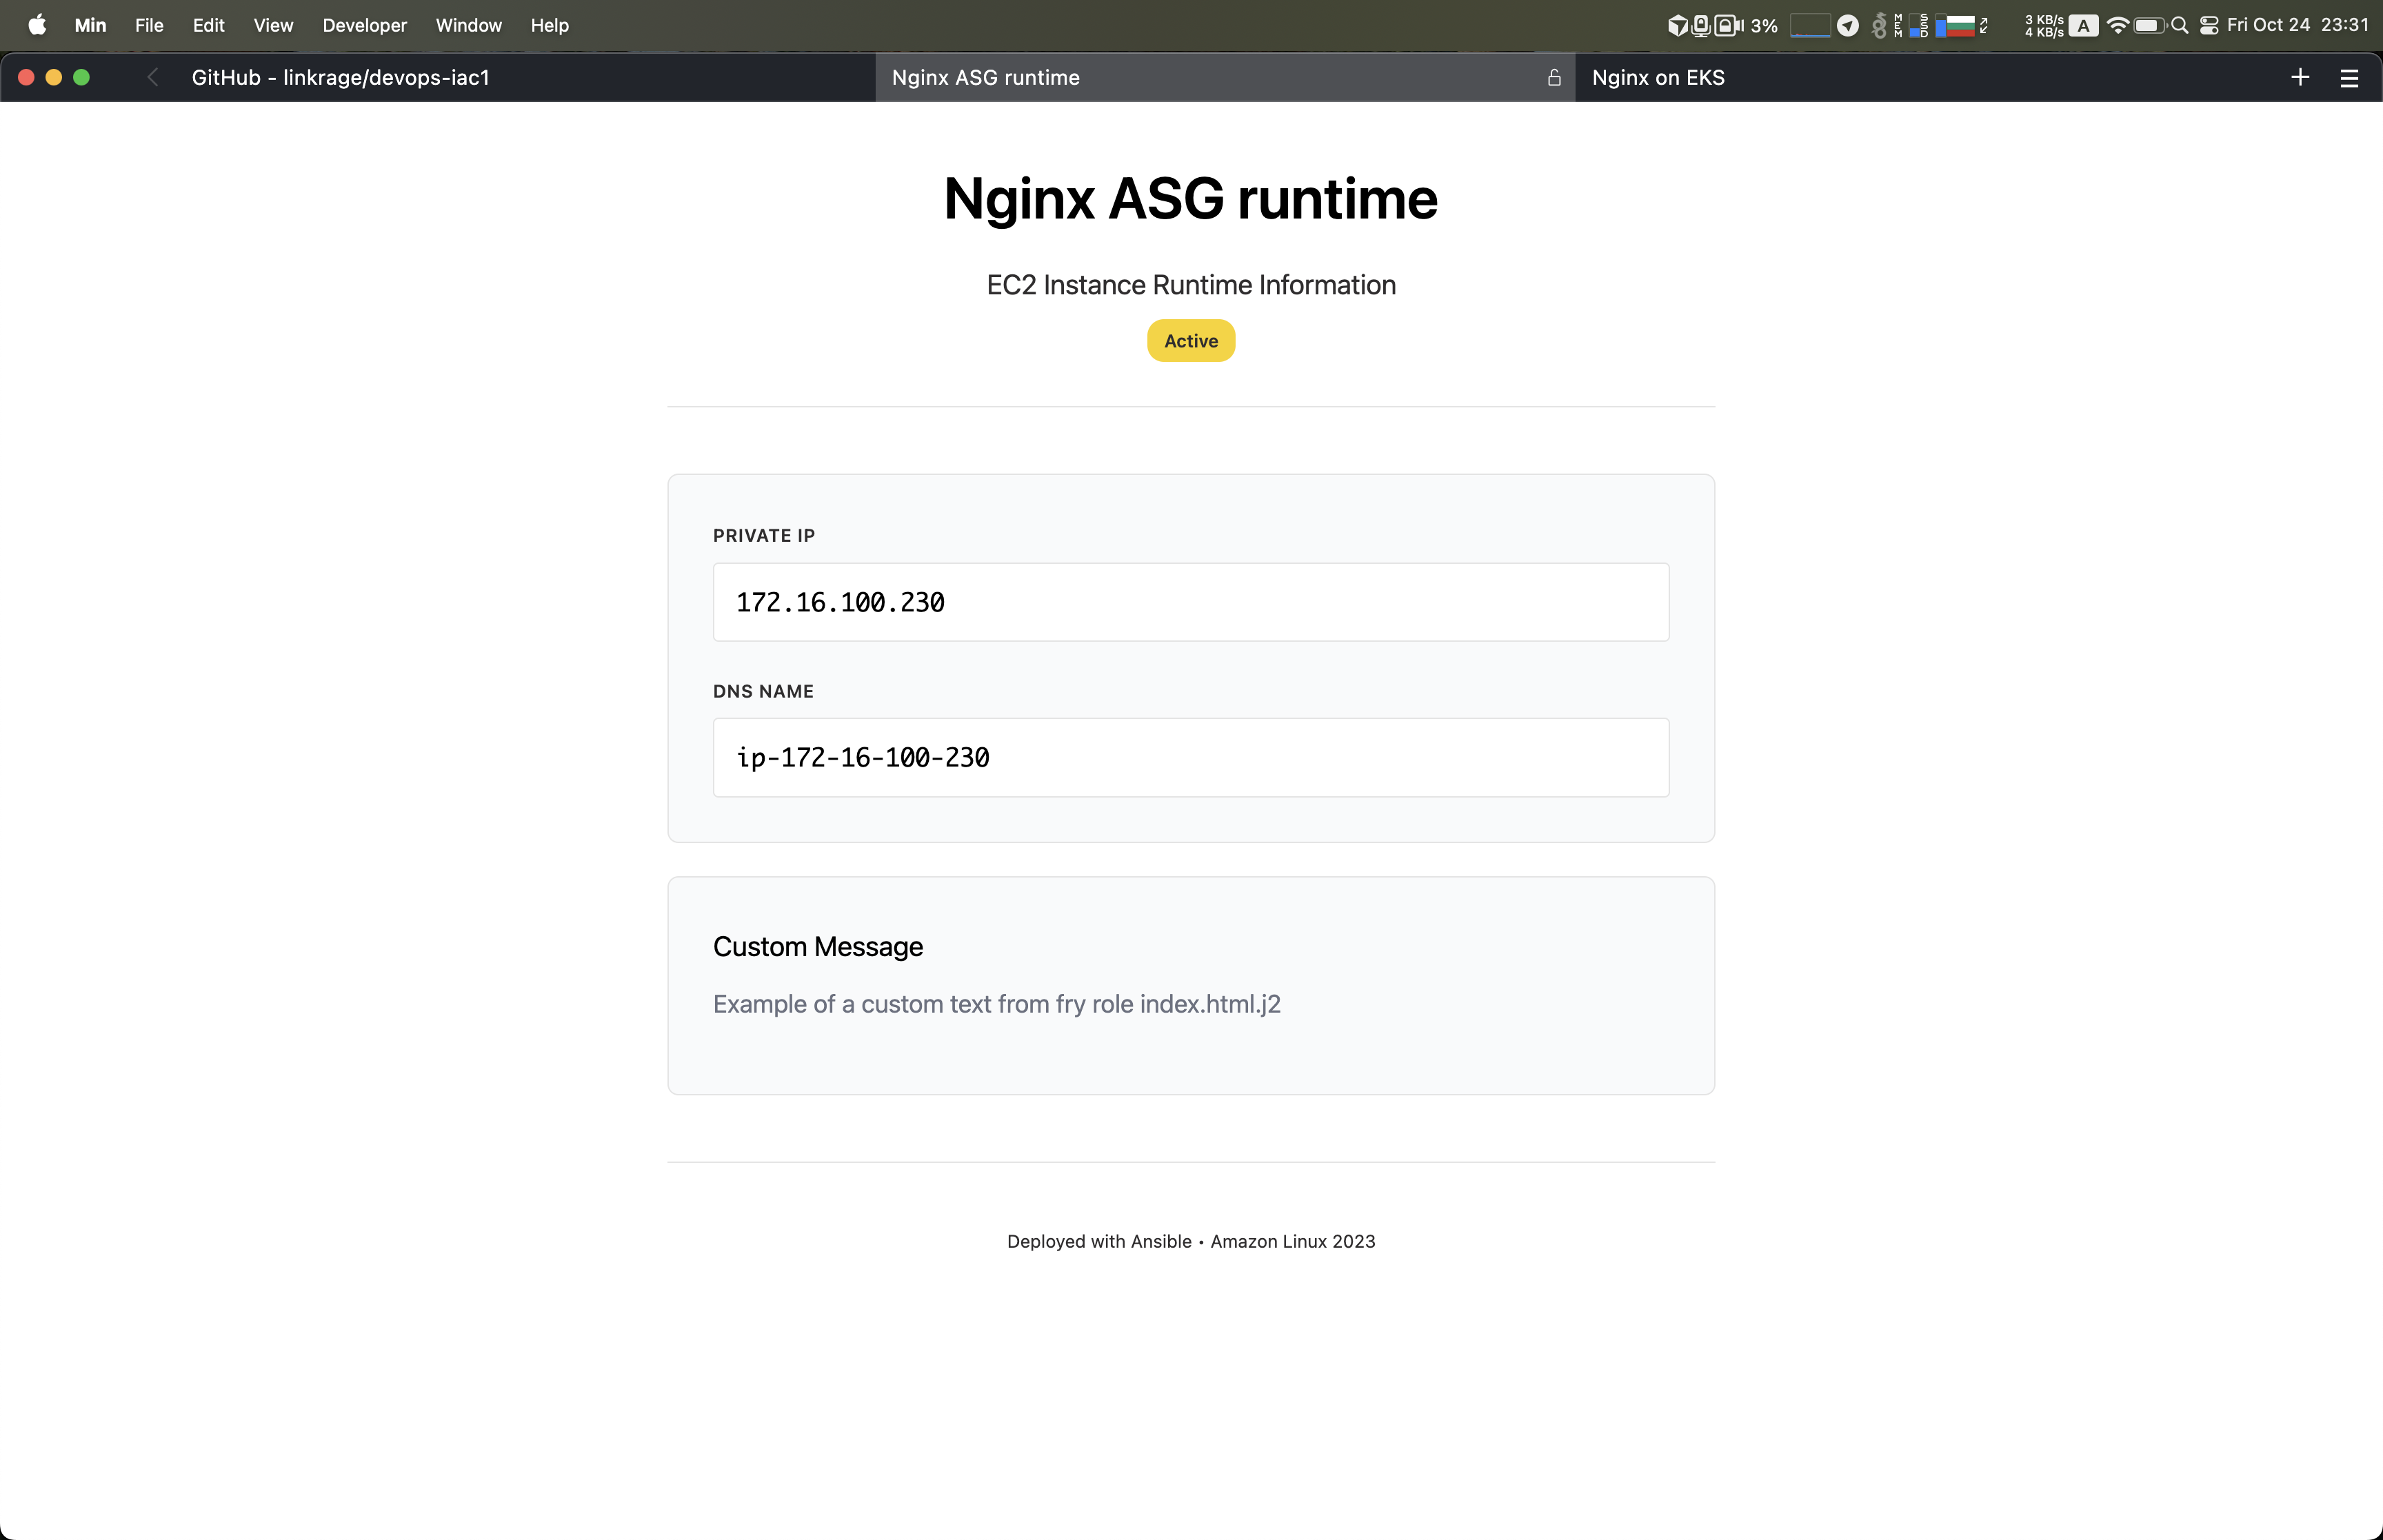 Min File Edit View Developer Window Help
3% MEM SSD 3 KB/s 4 KB/s A Fri Oct 24 23:31
GitHub - linkrage/devops-iac1
Nginx ASG runtime
Nginx on EKS
Nginx ASG runtime
EC2 Instance Runtime Information
Active
PRIVATE IP
172.16.100.230
DNS NAME
ip-172-16-100-230
Custom Message
Example of a custom text from fry role index.html.j2
Deployed with Ansible • Amazon Linux 2023